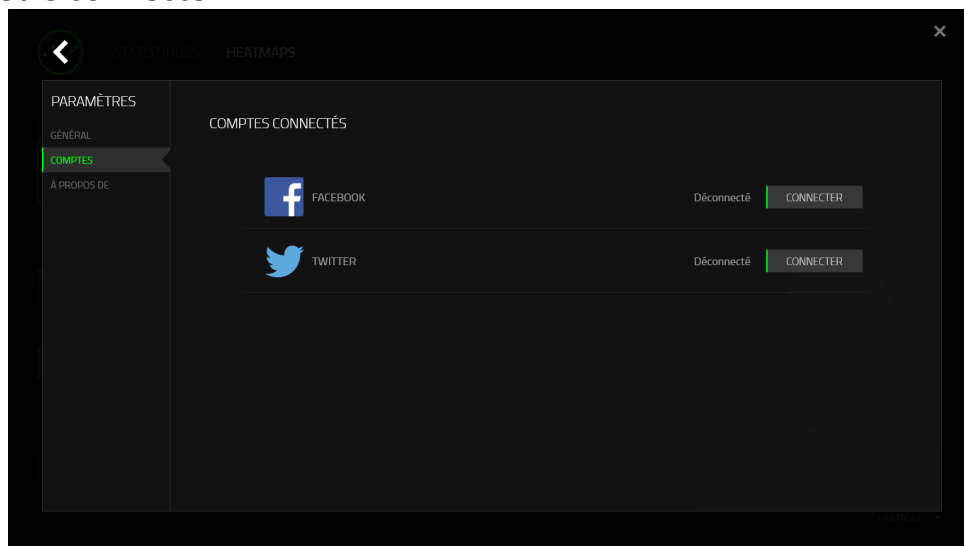 STATISTIQUES HEATMAPS
PARAMÈTRES
GÉNÉRAL
COMPTES
À PROPOS DE
COMPTES CONNECTÉS
FACEBOOK Déconnecté CONNECTER
TWITTER Déconnecté CONNECTER
PARTAGER